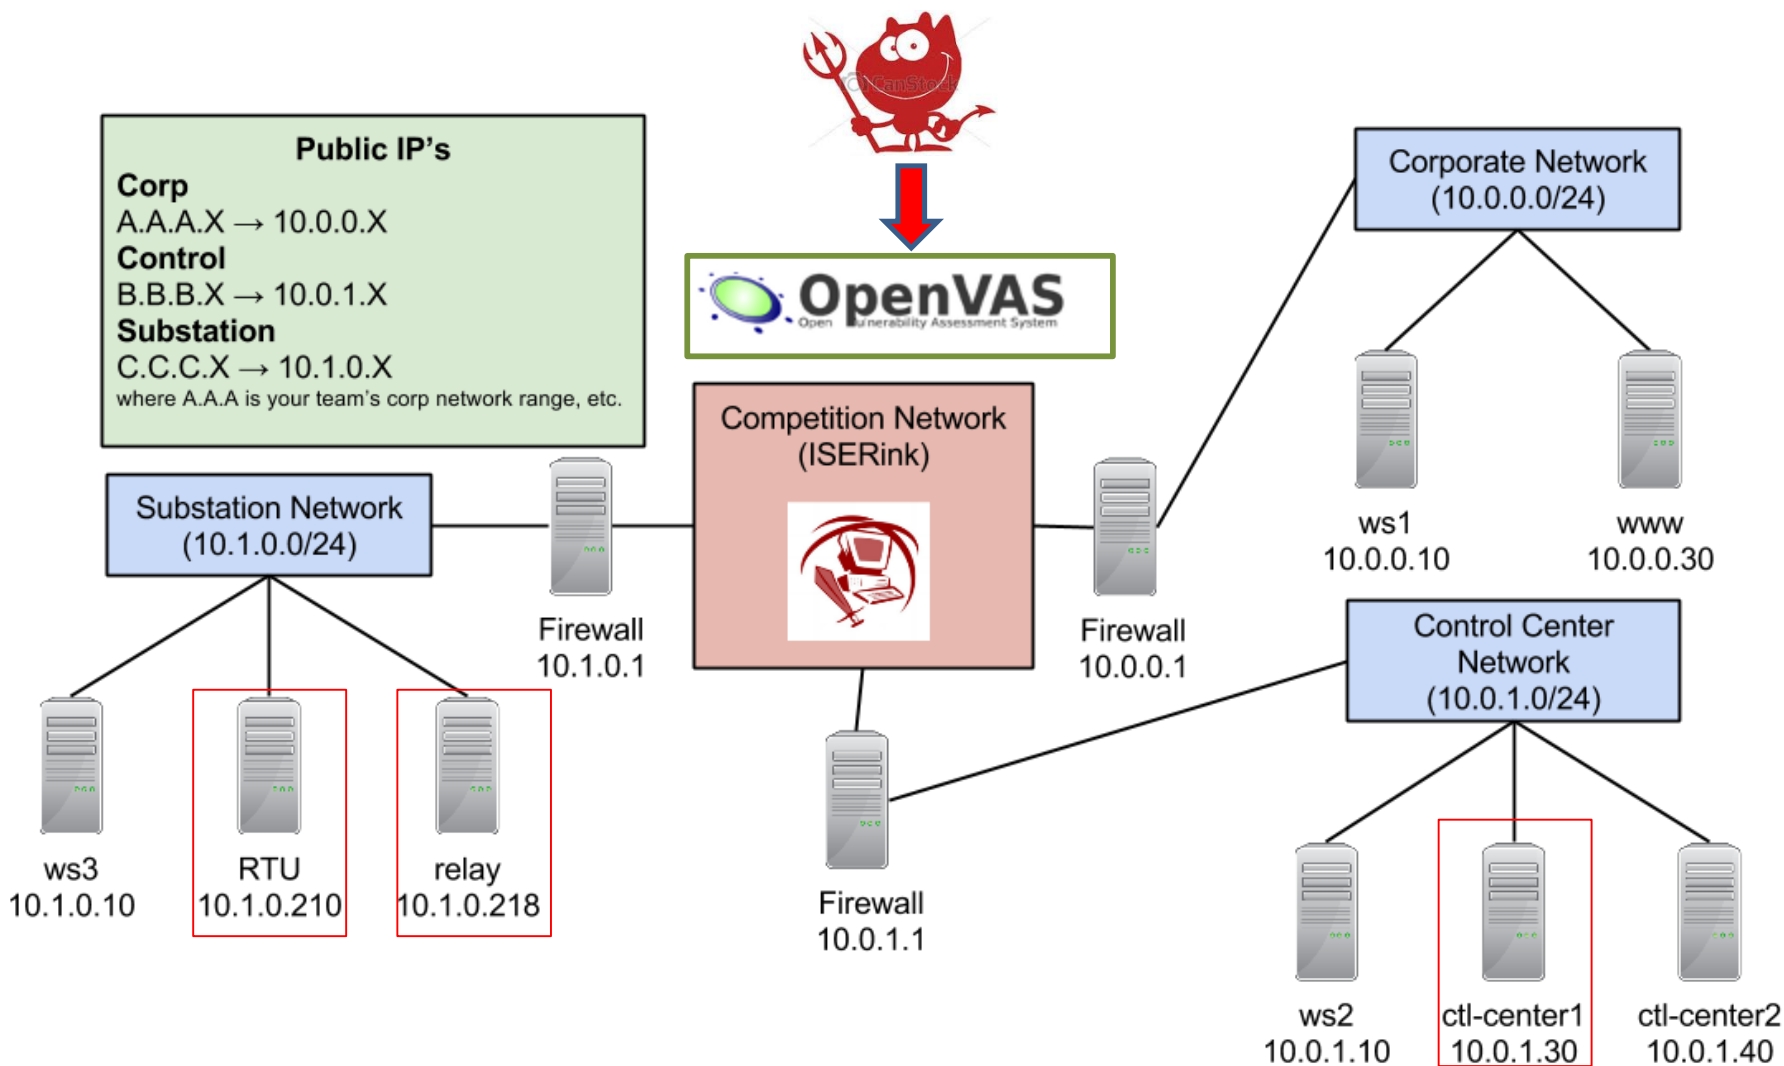 CanStock
Public IP's
Corp
A.A.A.X → 10.0.0.X
Control
B.B.B.X → 10.0.1.X
Substation
C.C.C.X → 10.1.0.X
where A.A.A is your team's corp network range, etc.
OpenVAS
Open Vulnerability Assessment System
Corporate Network
(10.0.0.0/24)
ws1
10.0.0.10
www
10.0.0.30
Competition Network
(ISERink)
Substation Network
(10.1.0.0/24)
Firewall
10.1.0.1
Firewall
10.0.0.1
Control Center
Network
(10.0.1.0/24)
ws3
10.1.0.10
RTU
10.1.0.210
relay
10.1.0.218
Firewall
10.0.1.1
ws2
10.0.1.10
ctl-center1
10.0.1.30
ctl-center2
10.0.1.40